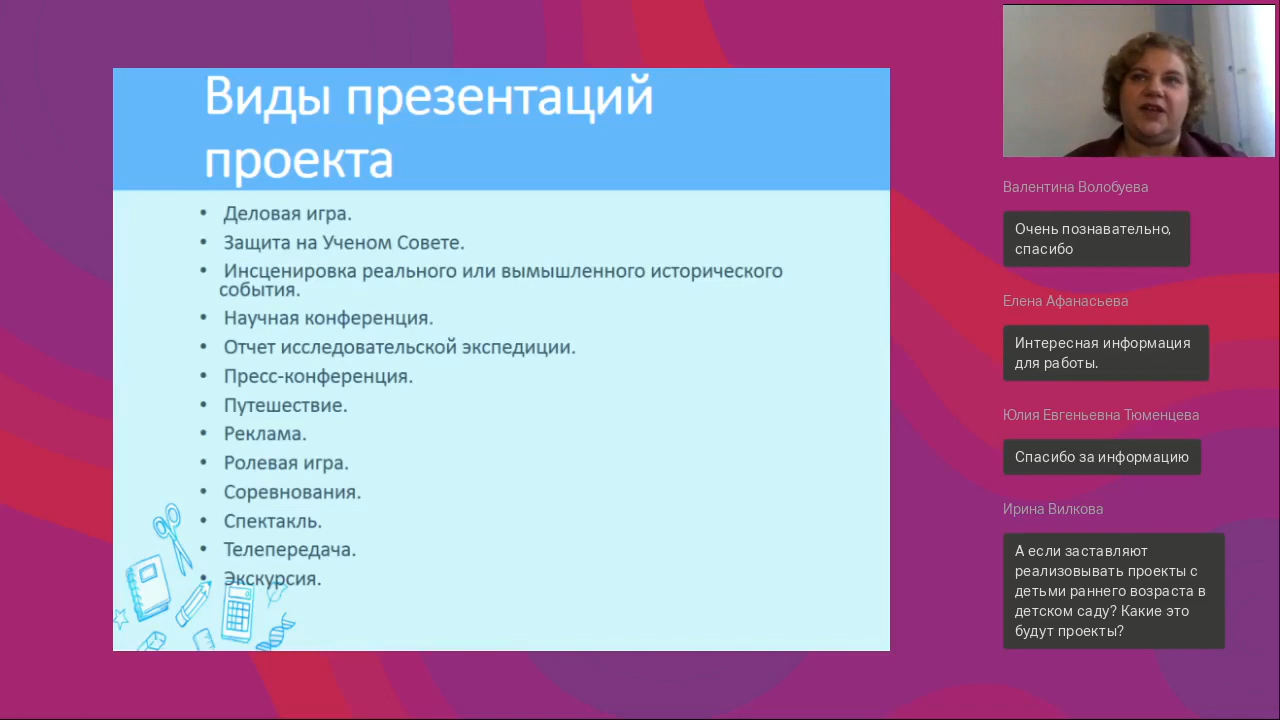 Виды презентаций
проекта
• Деловая игра.
• Защита на Ученом Совете.
• Инсценировка реального или вымышленного исторического
события.
• Научная конференция.
• Отчет исследовательской экспедиции.
• Пресс-конференция.
• Путешествие.
• Реклама.
• Ролевая игра.
• Соревнования.
• Спектакль.
• Телепередача.
• Экскурсия.
Валентина Волобуева
Очень познавательно,
спасибо
Елена Афанасьева
Интересная информация
для работы.
Юлия Евгеньевна Тюменцева
Спасибо за информацию
Ирина Вилкова
А если заставляют
реализовывать проекты с
детьми раннего возраста в
детском саду? Какие это
будут проекты?